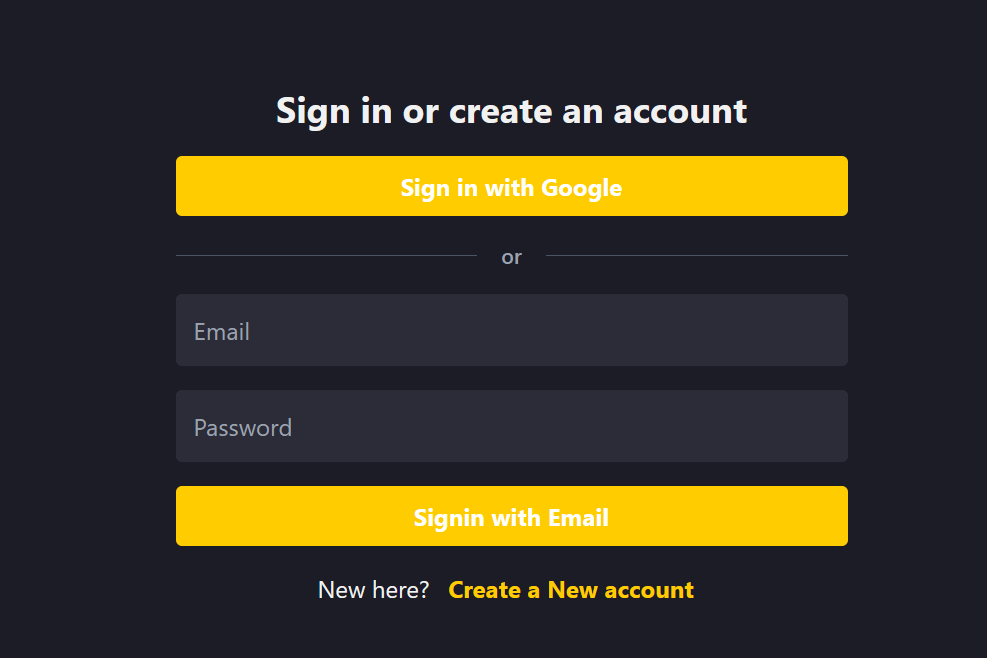 Sign in or create an account
Sign in with Google
or
Email
Password
Signin with Email
New here? Create a New account